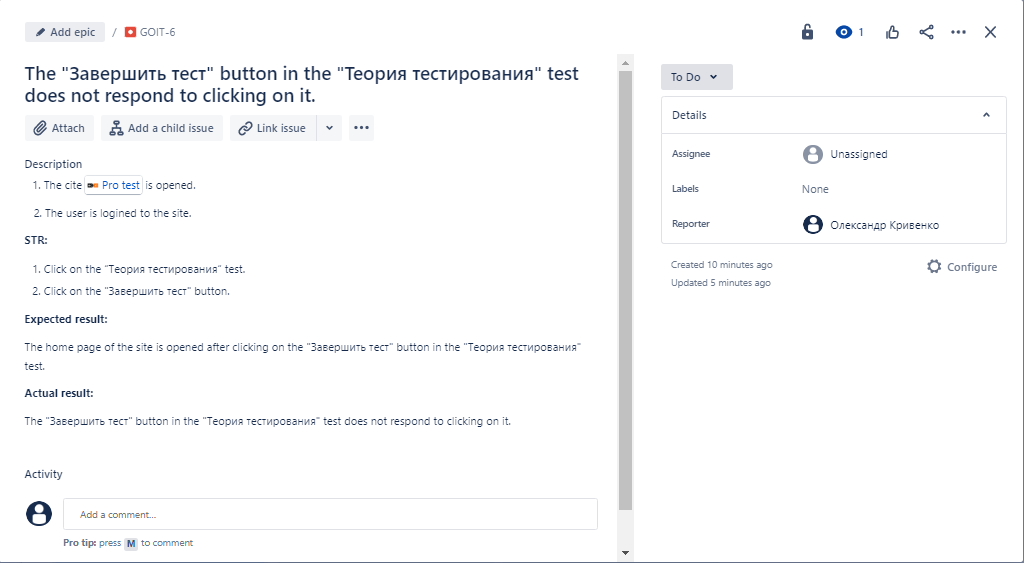 Add epic / GOIT-6
1
The "Завершить тест" button in the "Теория тестирования" test
does not respond to clicking on it.
Attach
Add a child issue
Link issue
Description
1. The cite Pro test is opened.
2. The user is logined to the site.
STR:
1. Click on the "Теория тестирования" test.
2. Click on the "Завершить тест" button.
Expected result:
The home page of the site is opened after clicking on the "Завершить тест" button in the "Теория тестирования"
test.
Actual result:
The "Завершить тест" button in the "Теория тестирования" test does not respond to clicking on it.
Activity
Add a comment...
Pro tip: press M to comment
To Do
Details
Assignee
Unassigned
Labels
None
Reporter
Олександр Кривенко
Created 10 minutes ago
Configure
Updated 5 minutes ago